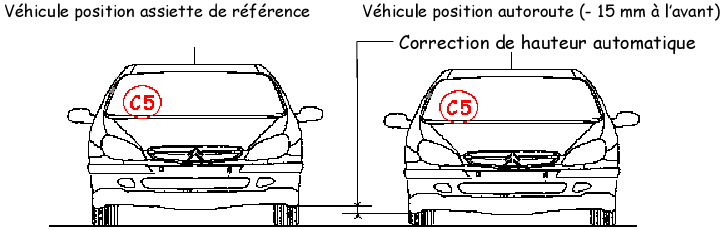 Véhicule position assiette de référence
Véhicule position autoroute (- 15 mm à l'avant)
Correction de hauteur automatique
C5
C5